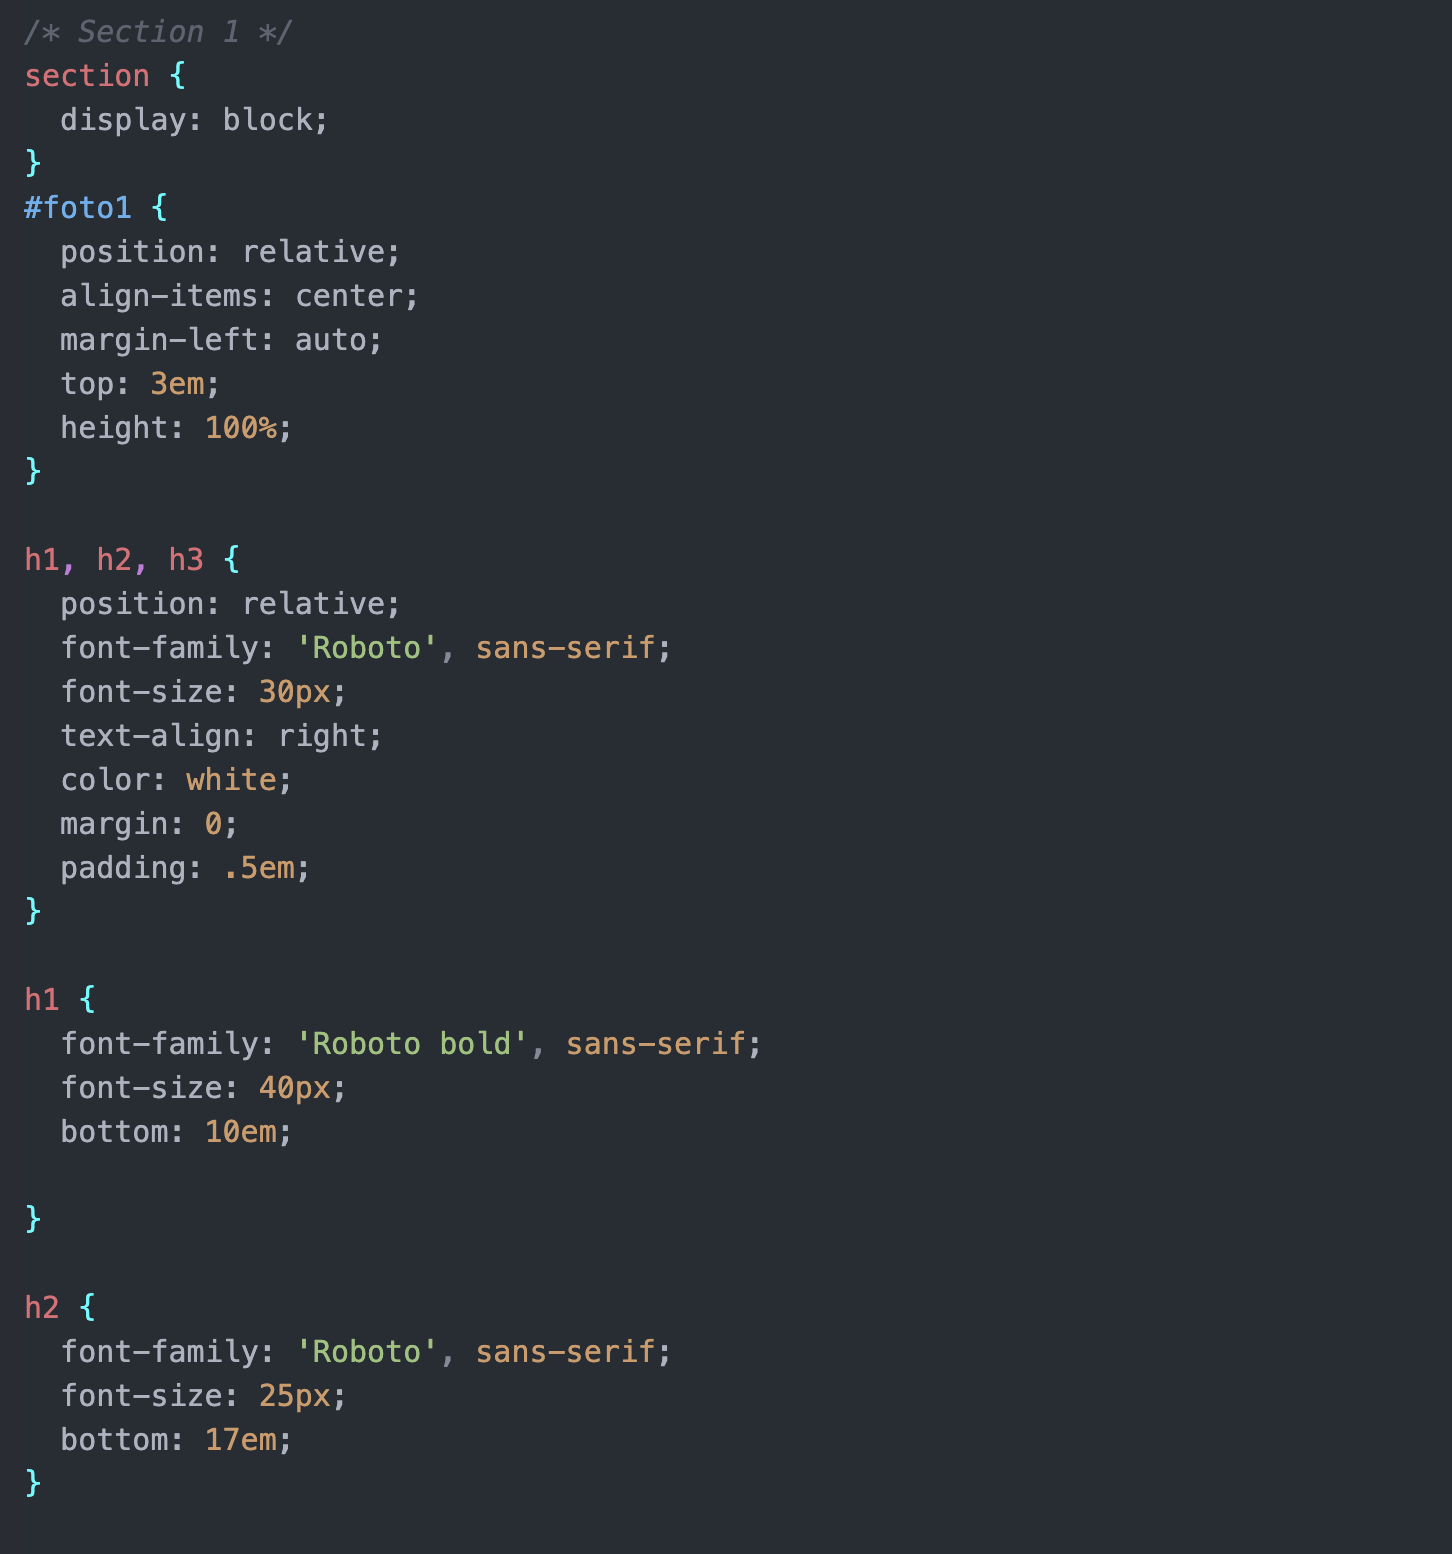 /* Section 1 */
section {
  display: block;
}
#foto1 {
  position: relative;
  align-items: center;
  margin-left: auto;
  top: 3em;
  height: 100%;
}

h1, h2, h3 {
  position: relative;
  font-family: 'Roboto', sans-serif;
  font-size: 30px;
  text-align: right;
  color: white;
  margin: 0;
  padding: .5em;
}

h1 {
  font-family: 'Roboto bold', sans-serif;
  font-size: 40px;
  bottom: 10em;

}

h2 {
  font-family: 'Roboto', sans-serif;
  font-size: 25px;
  bottom: 17em;
}